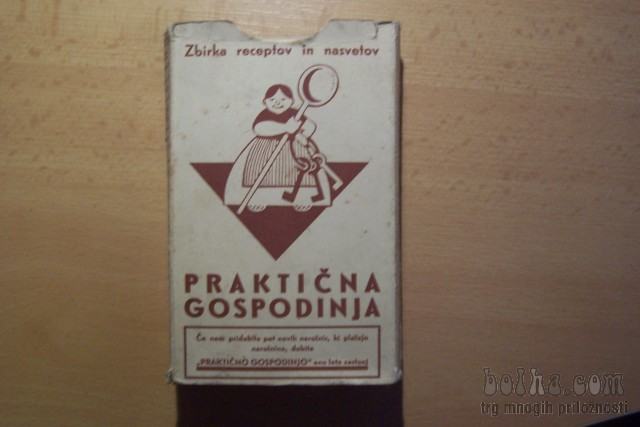 Zbirka receptov in nasvetov
PRAKTIČNA
GOSPODINJA
Če nam pridobite pet novih naročnic, ki plačajo
naročnino, dobite
„PRAKTIČNO GOSPODINJO" eno leto zastonj
bolha.com
trg mnogih priložnosti